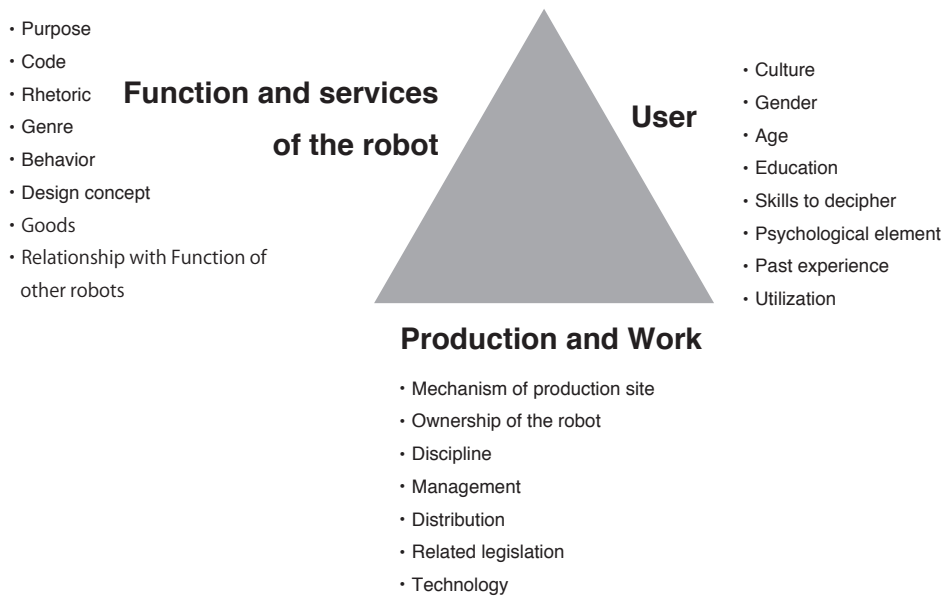 ・Purpose
・Code
・Rhetoric
・Genre
・Behavior
・Design concept
・Goods
・Relationship with Function of
other robots
Function and services
of the robot
User
・Culture
・Gender
・Age
・Education
・Skills to decipher
・Psychological element
・Past experience
・Utilization
Production and Work
・Mechanism of production site
・Ownership of the robot
・Discipline
・Management
・Distribution
・Related legislation
・Technology